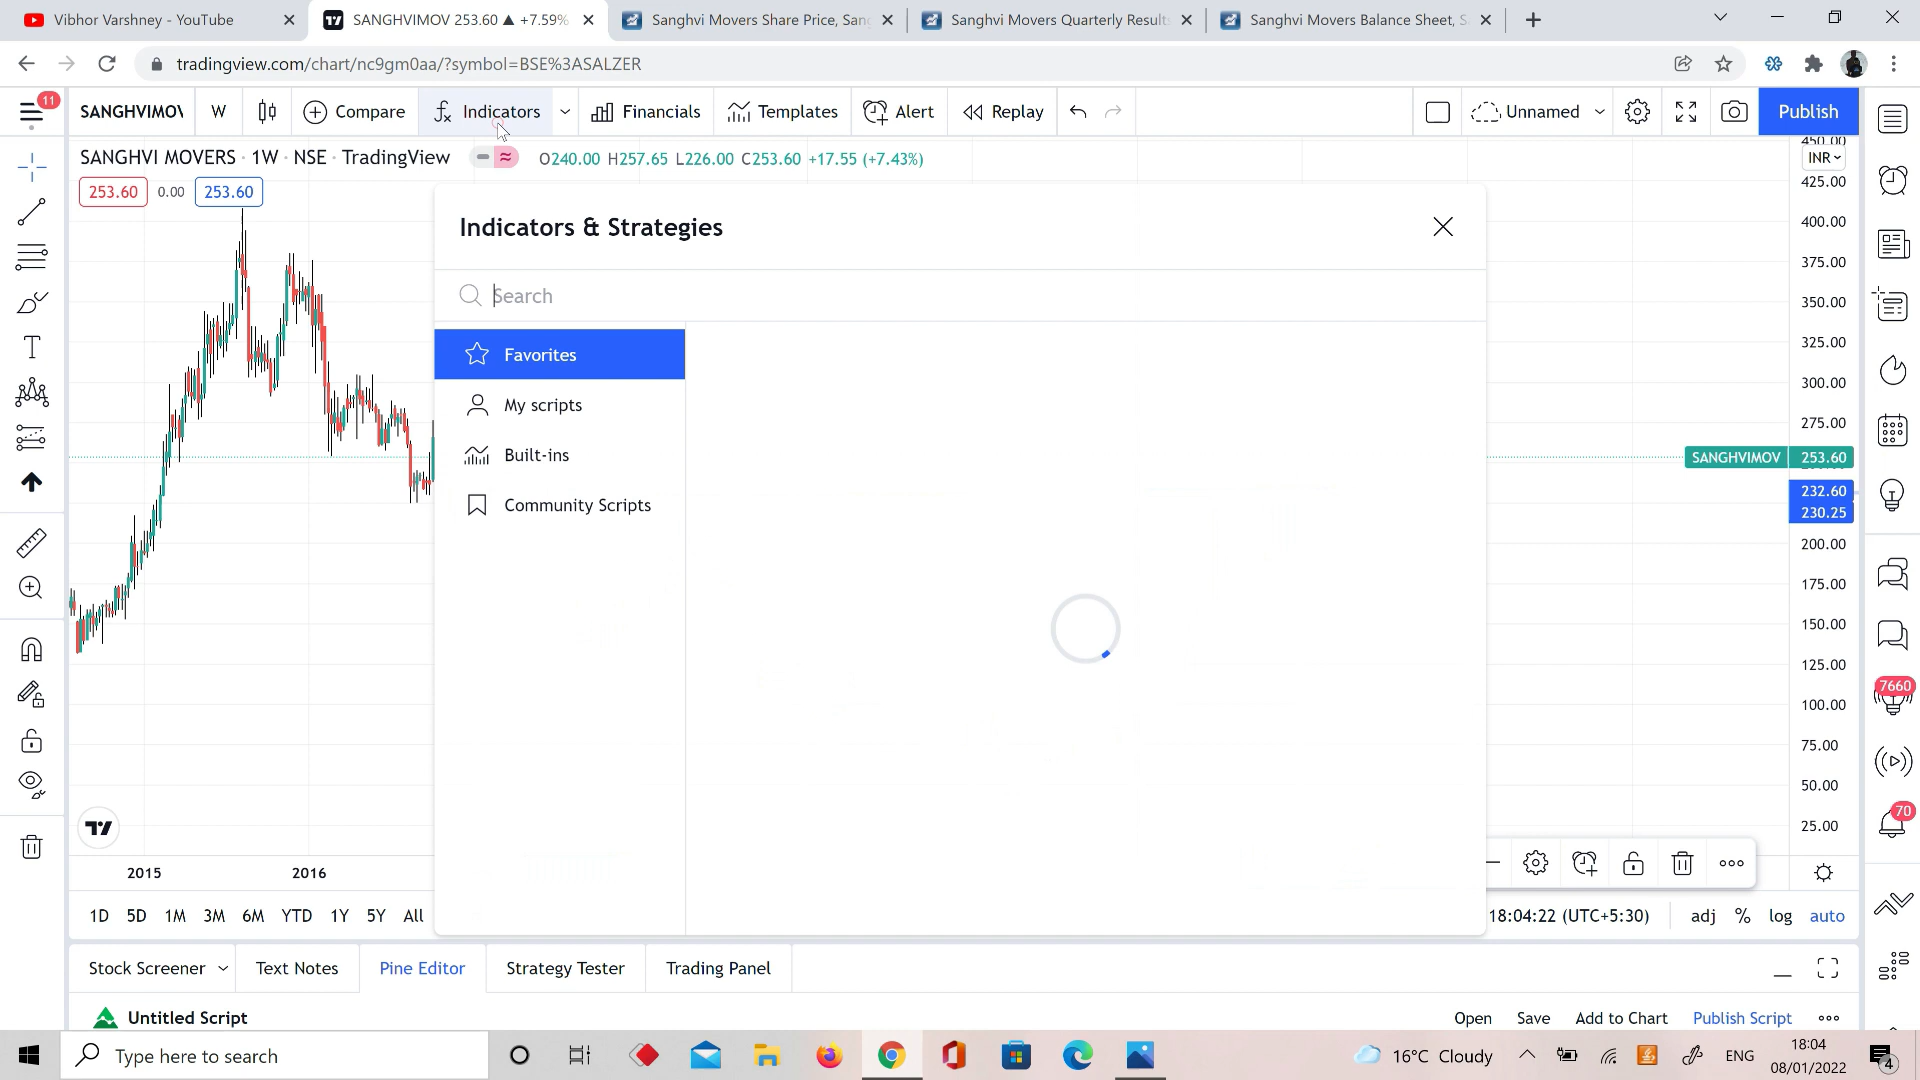 Vibhor Varshney - YouTube
SANGHVIMOV 253.60 ▲ +7.59%
Sanghvi Movers Share Price, San
Sanghvi Movers Quarterly Result
Sanghvi Movers Balance Sheet, S
tradingview.com/chart/nc9gm0aa/?symbol=BSE%3ASALZER
11
SANGHVIMOV
W
Compare
Indicators
Financials
Templates
Alert
Replay
Unnamed
Publish
SANGHVI MOVERS · 1W · NSE · TradingView
O240.00 H257.65 L226.00 C253.60 +17.55 (+7.43%)
253.60 0.00 253.60
INR
450.00
425.00
400.00
375.00
350.00
325.00
300.00
275.00
SANGHVIMOV 253.60
232.60
230.25
200.00
175.00
150.00
125.00
100.00
75.00
50.00
25.00
Indicators & Strategies
Search
Favorites
My scripts
Built-ins
Community Scripts
7660
70
2015 2016
1D 5D 1M 3M 6M YTD 1Y 5Y All
18:04:22 (UTC+5:30)
adj % log auto
Stock Screener
Text Notes
Pine Editor
Strategy Tester
Trading Panel
Untitled Script
Open Save Add to Chart Publish Script
Type here to search
16°C Cloudy
ENG
18:04
08/01/2022
4